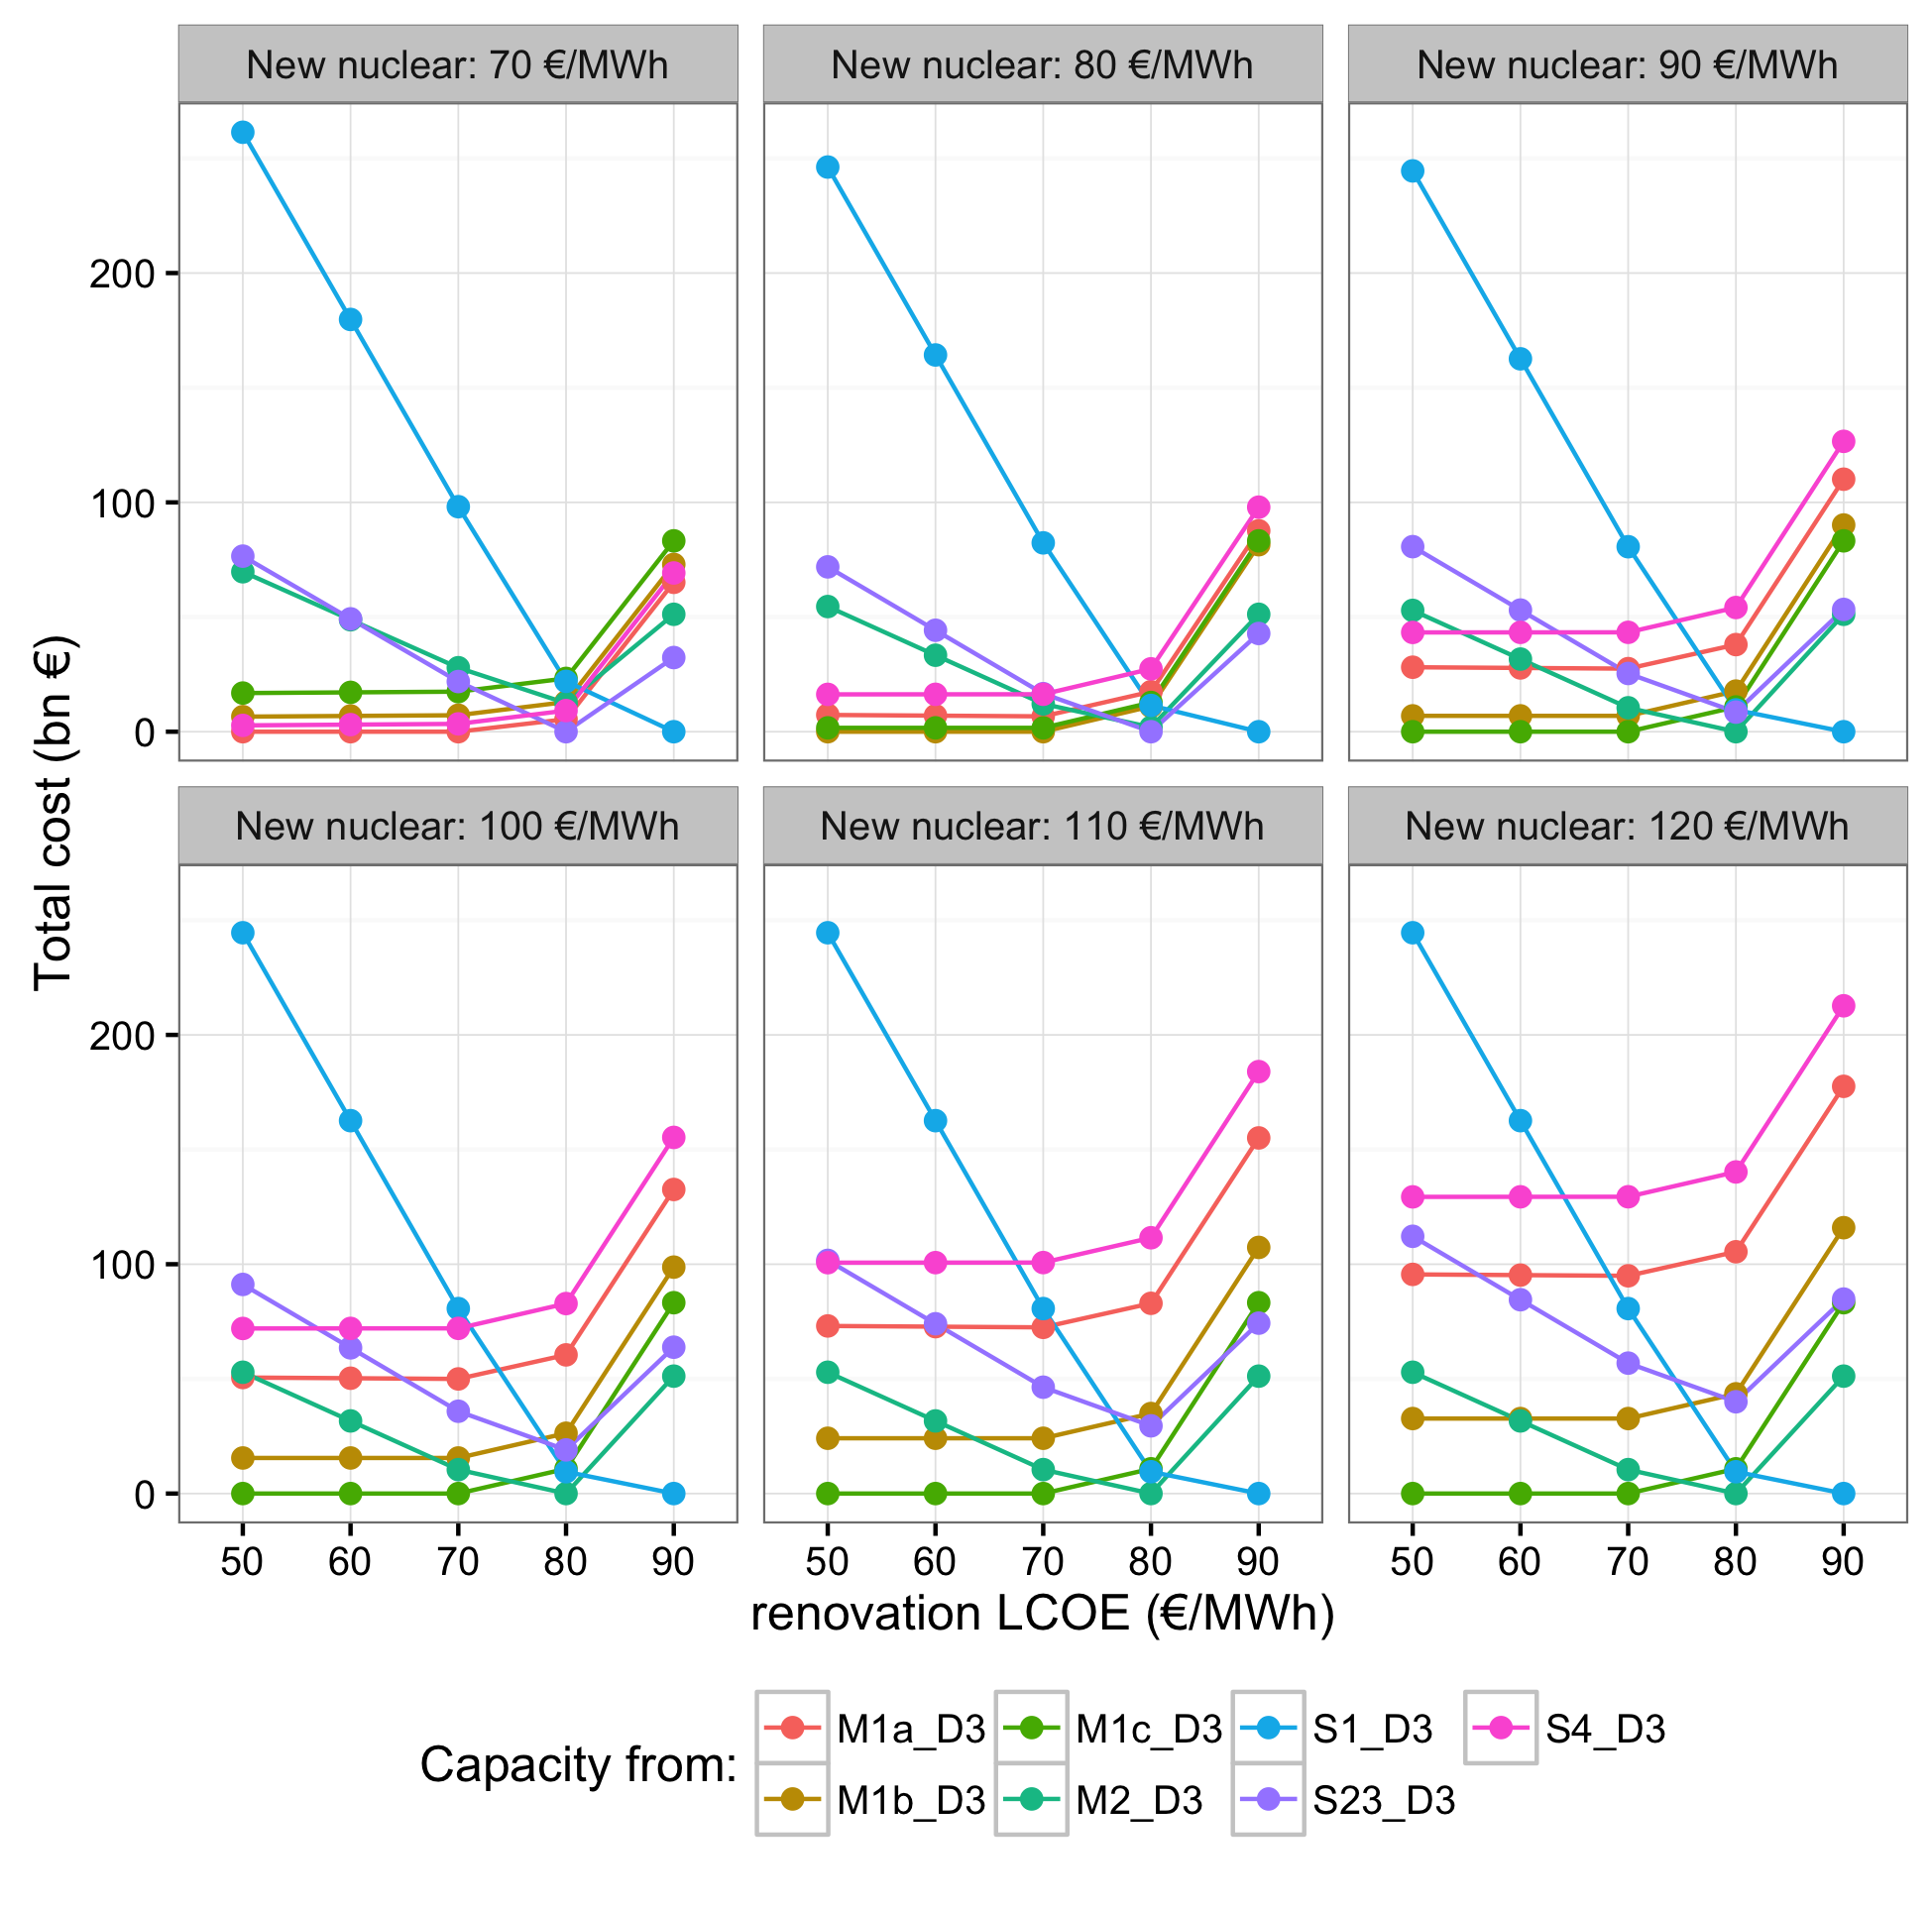 New nuclear: 70 €/MWh
New nuclear: 80 €/MWh
New nuclear: 90 €/MWh
200
100
0
Total cost (bn €)
New nuclear: 100 €/MWh
New nuclear: 110 €/MWh
New nuclear: 120 €/MWh
200
100
0
50 60 70 80 90
50 60 70 80 90
50 60 70 80 90
renovation LCOE (€/MWh)
Capacity from:
M1a_D3
M1c_D3
S1_D3
S4_D3
M1b_D3
M2_D3
S23_D3